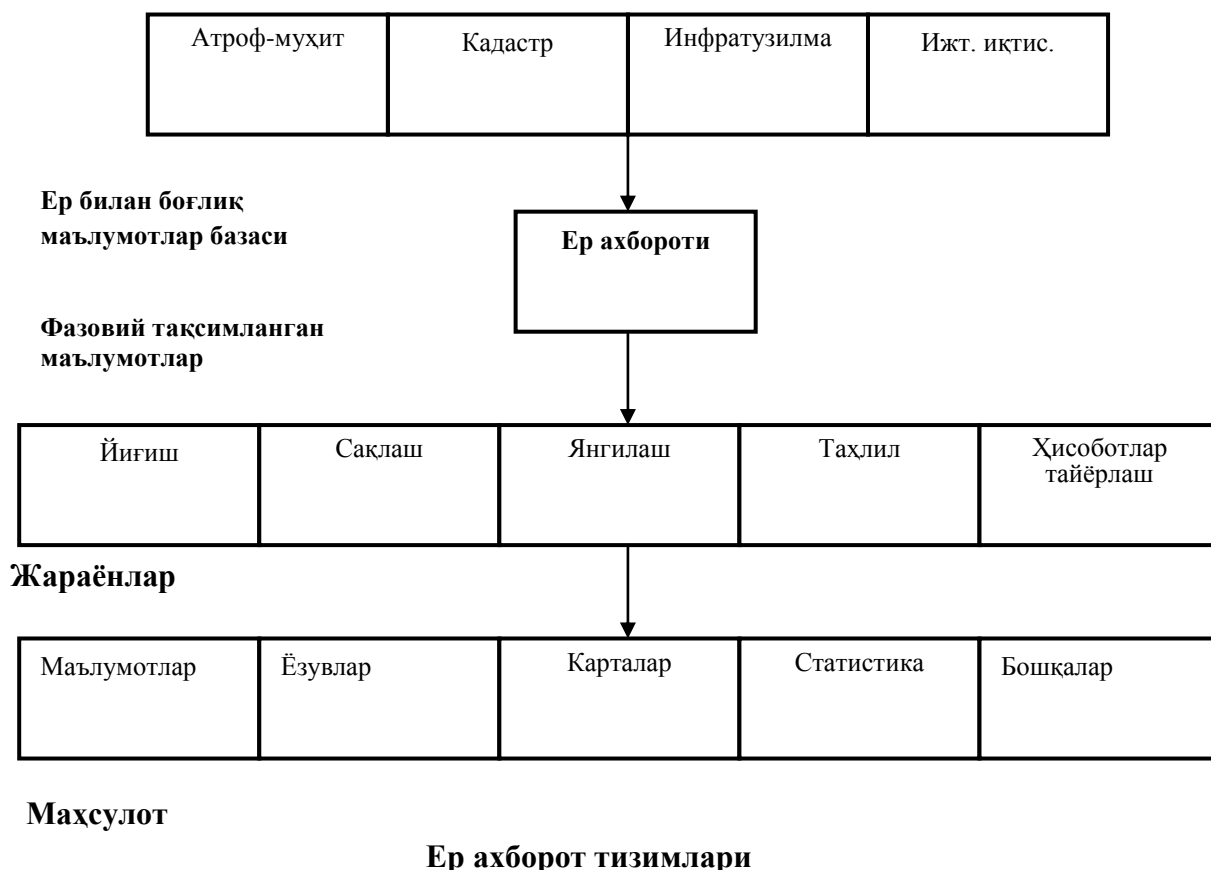 Атроф-муҳит
Кадастр
Инфратузилма
Ижт. иқтис.
Ер билан боғлиқ
маълумотлар базаси
Ер ахбороти
Фазовий тақсимланган
маълумотлар
Йиғиш
Сақлаш
Янгилаш
Таҳлил
Ҳисоботлар
тайёрлаш
Жараёнлар
Маълумотлар
Ёзувлар
Карталар
Статистика
Бошқалар
Маҳсулот
Ер ахборот тизимлари